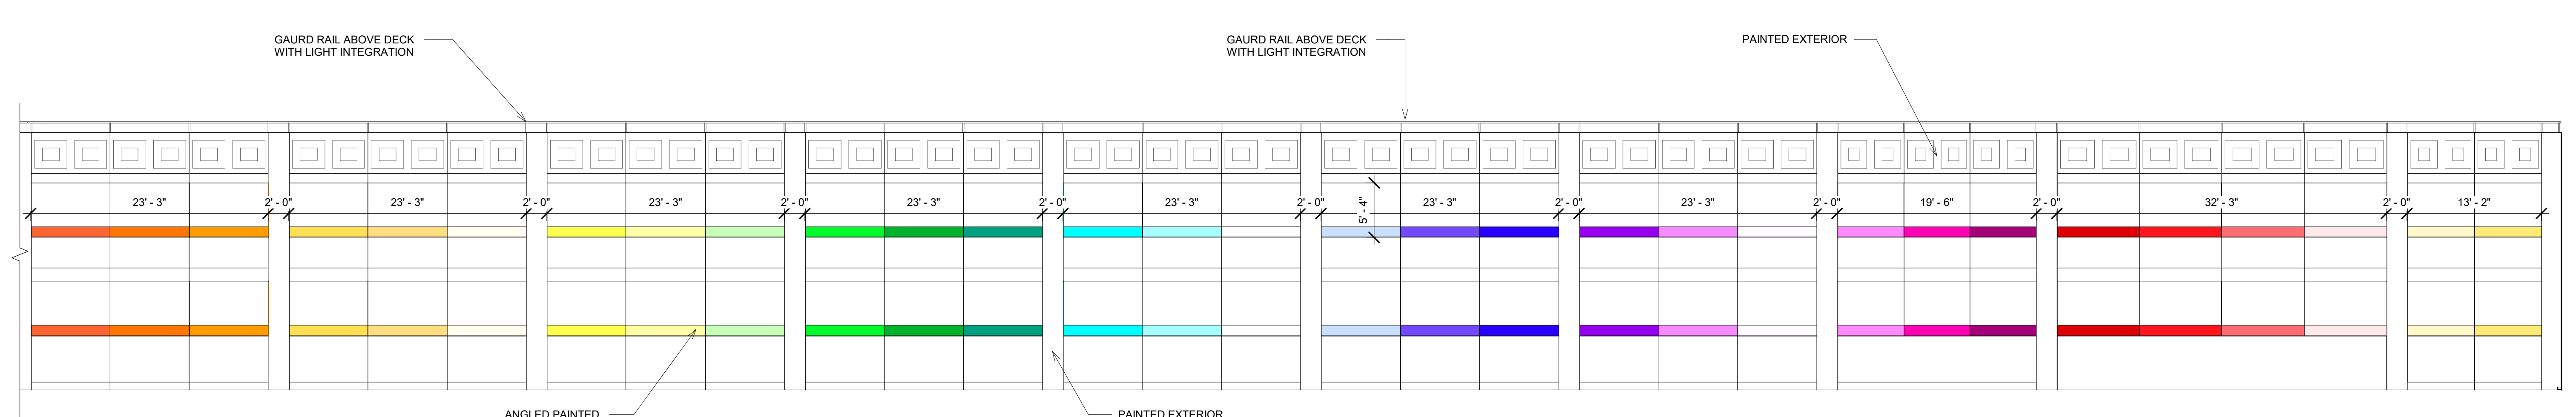 GAURD RAIL ABOVE DECK
WITH LIGHT INTEGRATION
GAURD RAIL ABOVE DECK
WITH LIGHT INTEGRATION
PAINTED EXTERIOR
23' - 3"
2' - 0"
23' - 3"
2' - 0"
23' - 3"
2' - 0"
23' - 3"
2' - 0"
23' - 3"
2' - 0"
5' - 4"
23' - 3"
2' - 0"
23' - 3"
2' - 0"
19' - 6"
2' - 0"
32' - 3"
2' - 0"
13' - 2"
ANGLED PAINTED
PAINTED EXTERIOR